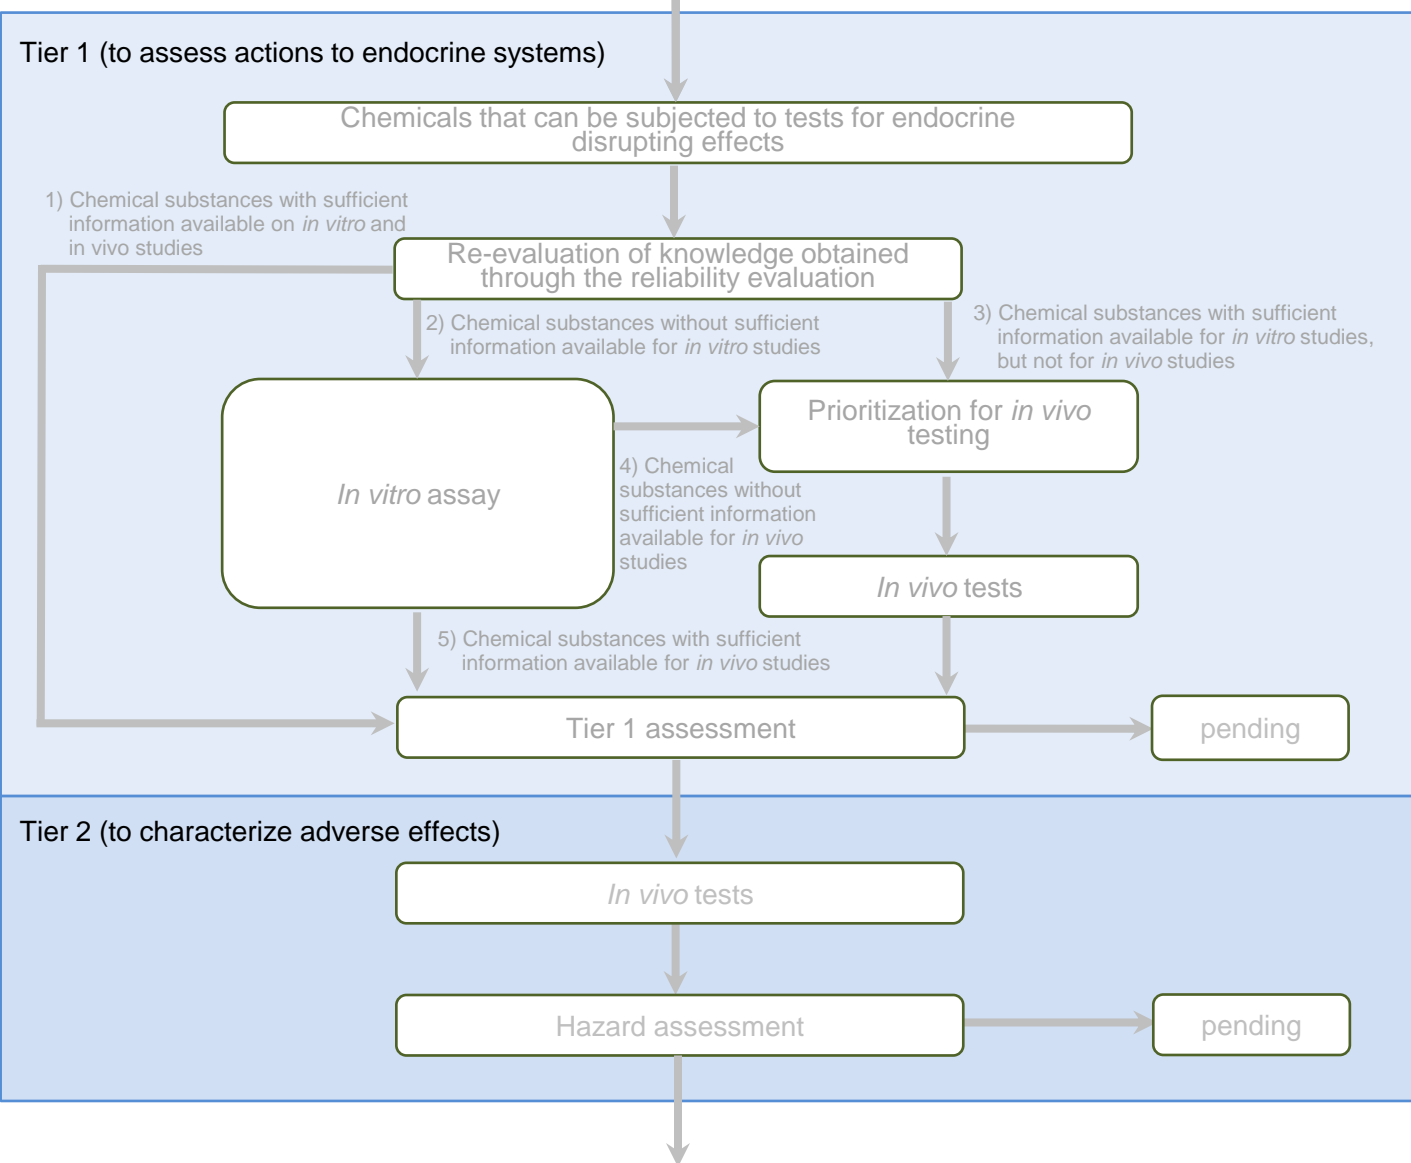 Tier 1 (to assess actions to endocrine systems)
Chemicals that can be subjected to tests for endocrine
disrupting effects
1) Chemical substances with sufficient
information available on in vitro and
in vivo studies
Re-evaluation of knowledge obtained
through the reliability evaluation
2) Chemical substances without sufficient
information available for in vitro studies
3) Chemical substances with sufficient
information available for in vitro studies,
but not for in vivo studies
In vitro assay
Prioritization for in vivo
testing
4) Chemical
substances without
sufficient information
available for in vivo
studies
In vivo tests
5) Chemical substances with sufficient
information available for in vivo studies
Tier 1 assessment
pending
Tier 2 (to characterize adverse effects)
In vivo tests
Hazard assessment
pending